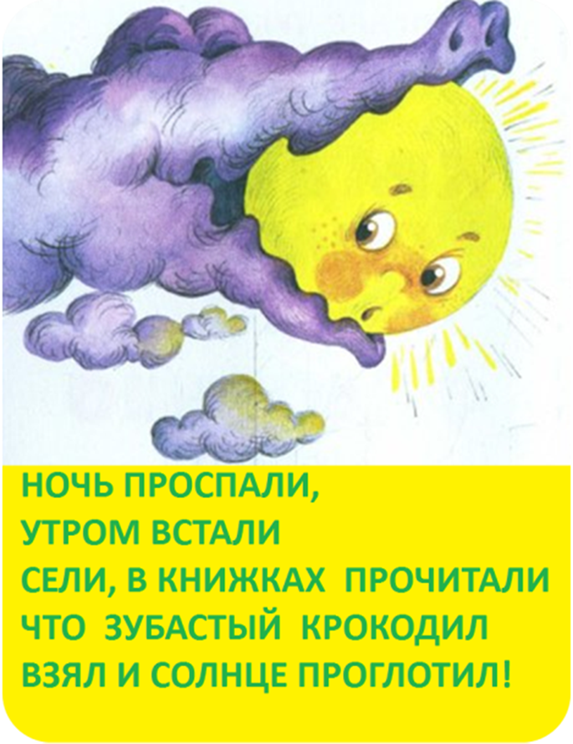 НОЧЬ ПРОСПАЛИ,
УТРОМ ВСТАЛИ
СЕЛИ, В КНИЖКАХ ПРОЧИТАЛИ
ЧТО ЗУБАСТЫЙ КРОКОДИЛ
ВЗЯЛ И СОЛНЦЕ ПРОГЛОТИЛ!